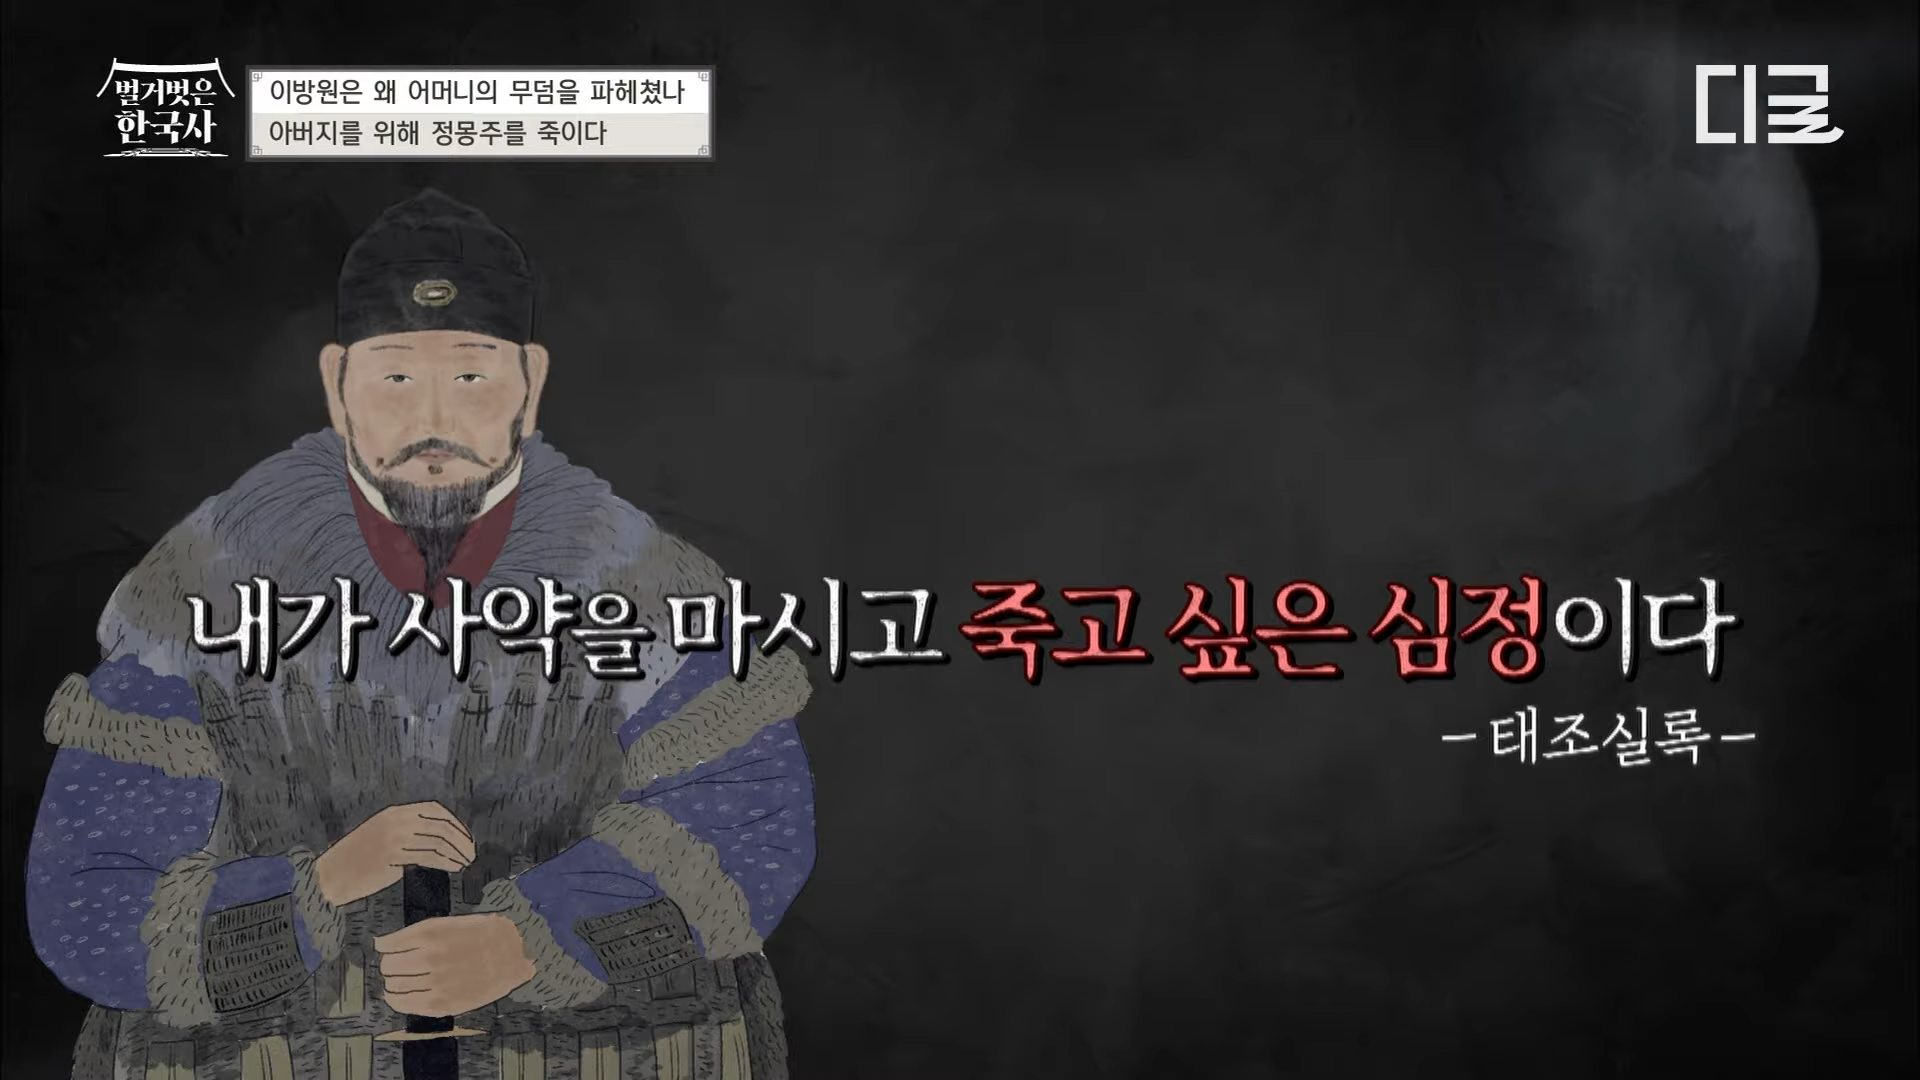 벌거벗은
한국사
이방원은 왜 어머니의 무덤을 파헤쳤나
아버지를 위해 정몽주를 죽이다
디글
내가 사약을 마시고 죽고 싶은 심정이다
-태조실록-